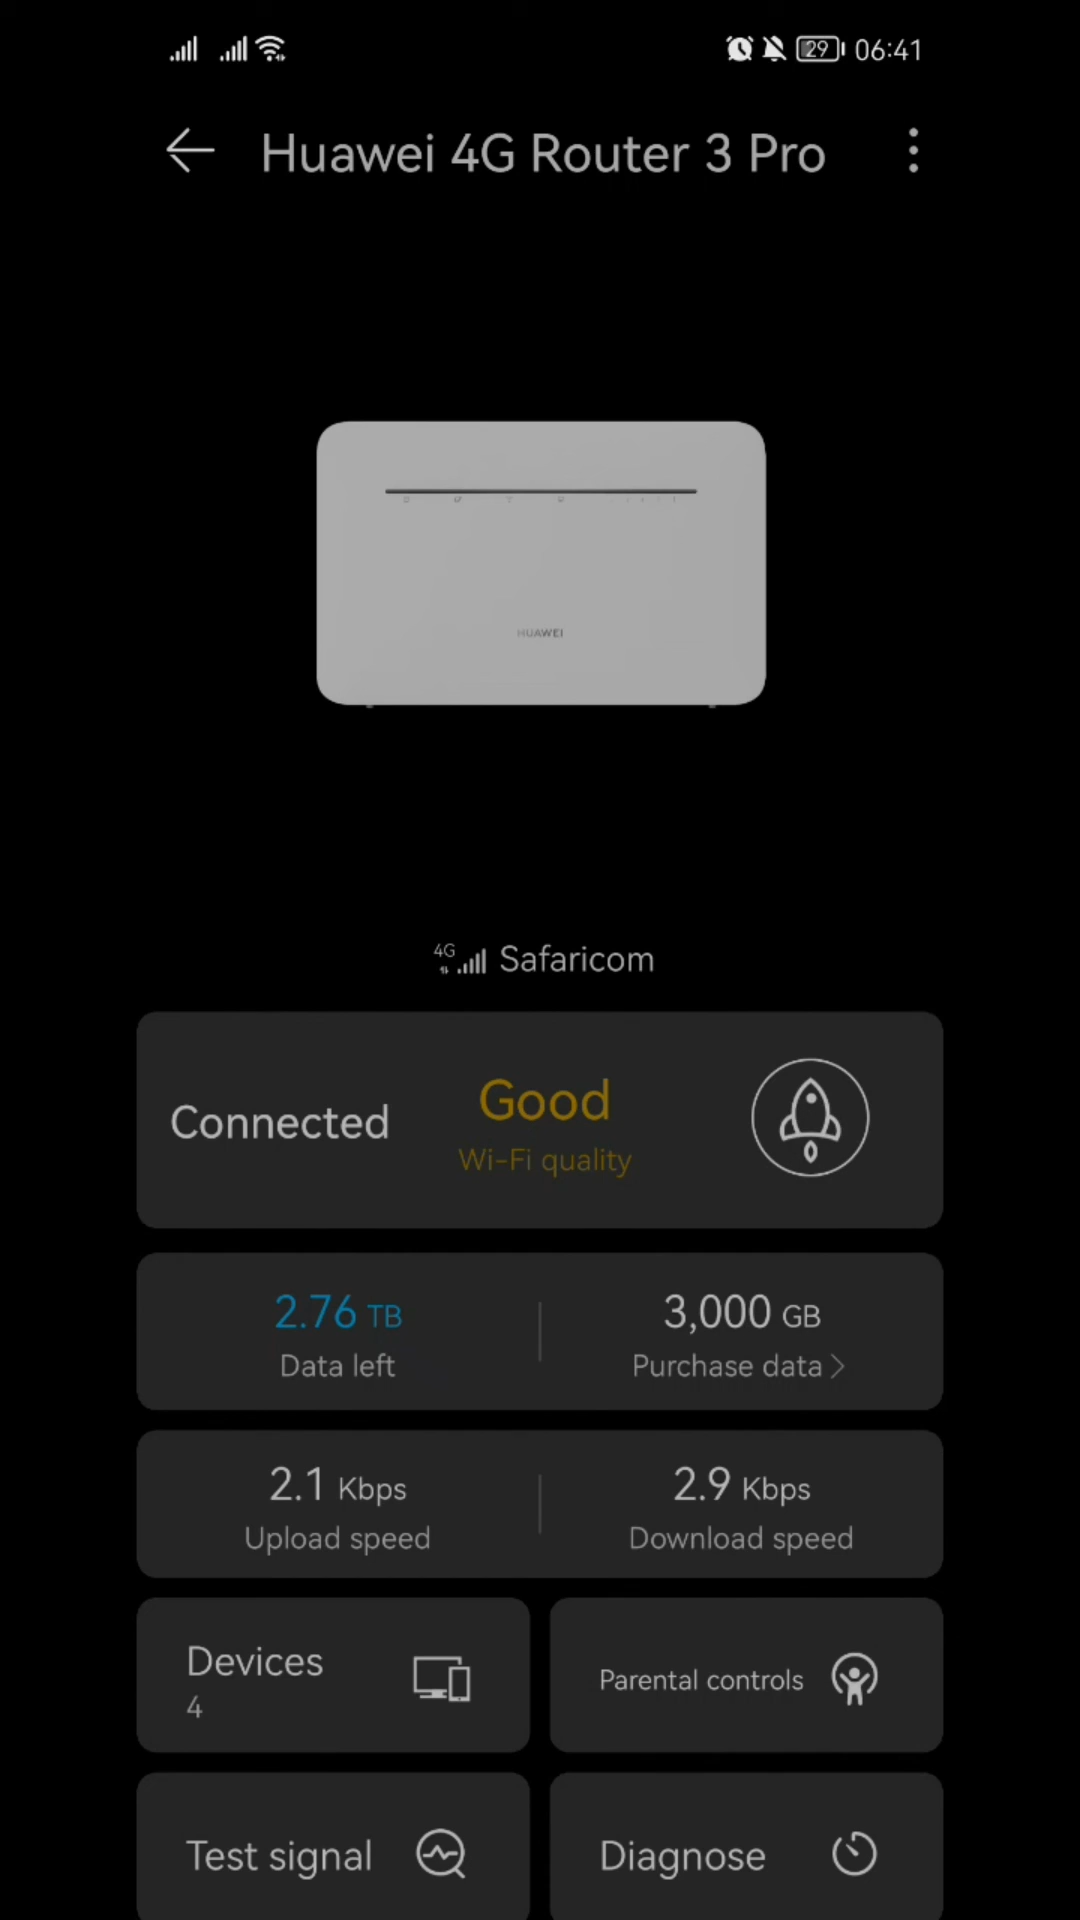 29 06:41
Huawei 4G Router 3 Pro
HUAWEI
4G Safaricom
Connected
Good
Wi-Fi quality
2.76 TB
Data left
3,000 GB
Purchase data
2.1 Kbps
Upload speed
2.9 Kbps
Download speed
Devices
4
Parental controls
Test signal
Diagnose